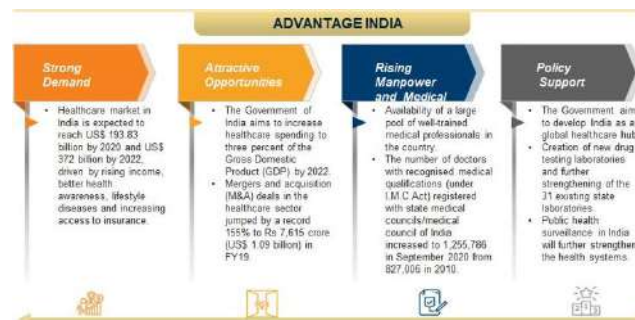 ADVANTAGE INDIA
Strong
Demand
• Healthcare market in
India is expected to
reach US$ 193.83
billion by 2020 and US$
372 billion by 2022,
driven by rising income,
better health
awareness, lifestyle
diseases and increasing
access to insurance.
Attractive
Opportunities
• The Government of
India aims to increase
healthcare spending to
three percent of the
Gross Domestic
Product (GDP) by 2022.
• Mergers and acquisition
(M&A) deals in the
healthcare sector
jumped by a record
155% to Rs 7,615 crore
(US$ 1.09 billion) in
FY19.
Rising
Manpower
and Medical
• Availability of a large
pool of well-trained
medical professionals in
the country.
• The number of doctors
with recognised medical
qualifications (under
I.M.C Act) registered
with state medical
councils/medical
council of India
increased to 1,255,786
in September 2020 from
827,006 in 2010.
Policy
Support
• The Government aim
to develop India as a
global healthcare hub
• Creation of new drug
testing laboratories
and further
strengthening of the
31 existing state
laboratories.
• Public health
surveillance in India
will further strengthen
the health systems